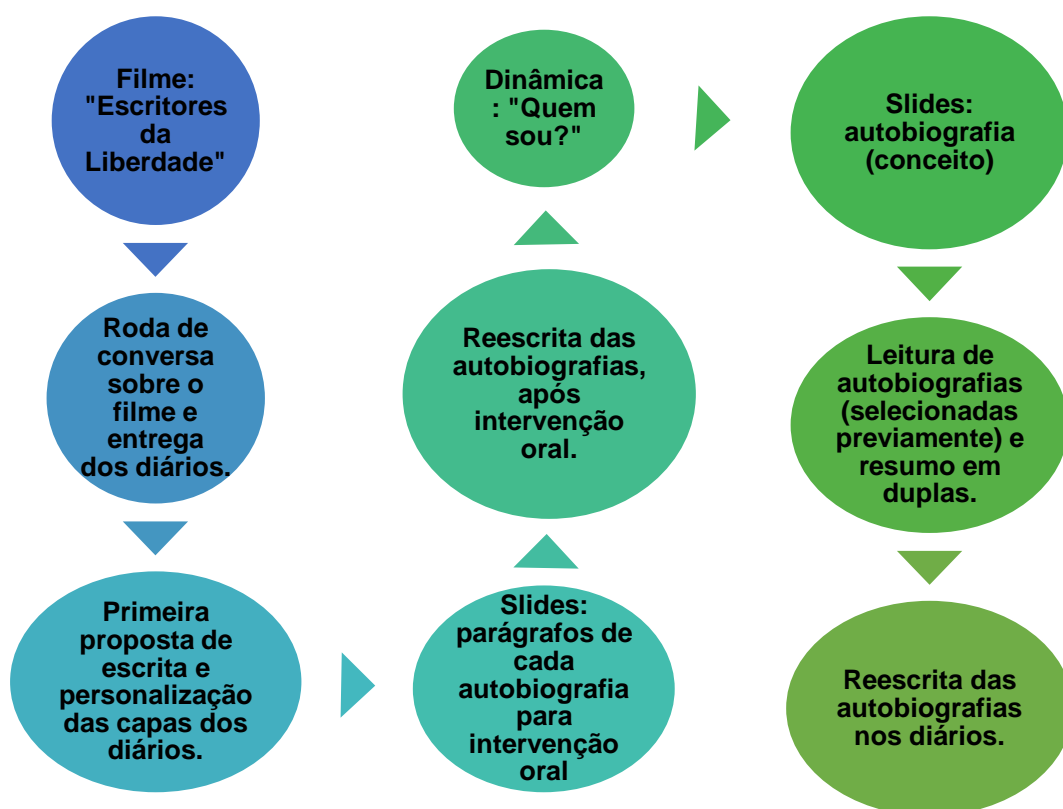 Filme:
"Escritores
da
Liberdade"
Roda de
conversa
sobre o
filme e
entrega
dos diários.
Primeira
proposta de
escrita e
personalização
das capas dos
diários.
Slides:
parágrafos de
cada
autobiografia
para
intervenção
oral
Reescrita das
autobiografias,
após
intervenção
oral.
Dinâmica
: "Quem
sou?"
Slides:
autobiografia
(conceito)
Leitura de
autobiografias
(selecionadas
previamente) e
resumo em
duplas.
Reescrita das
autobiografias
nos diários.